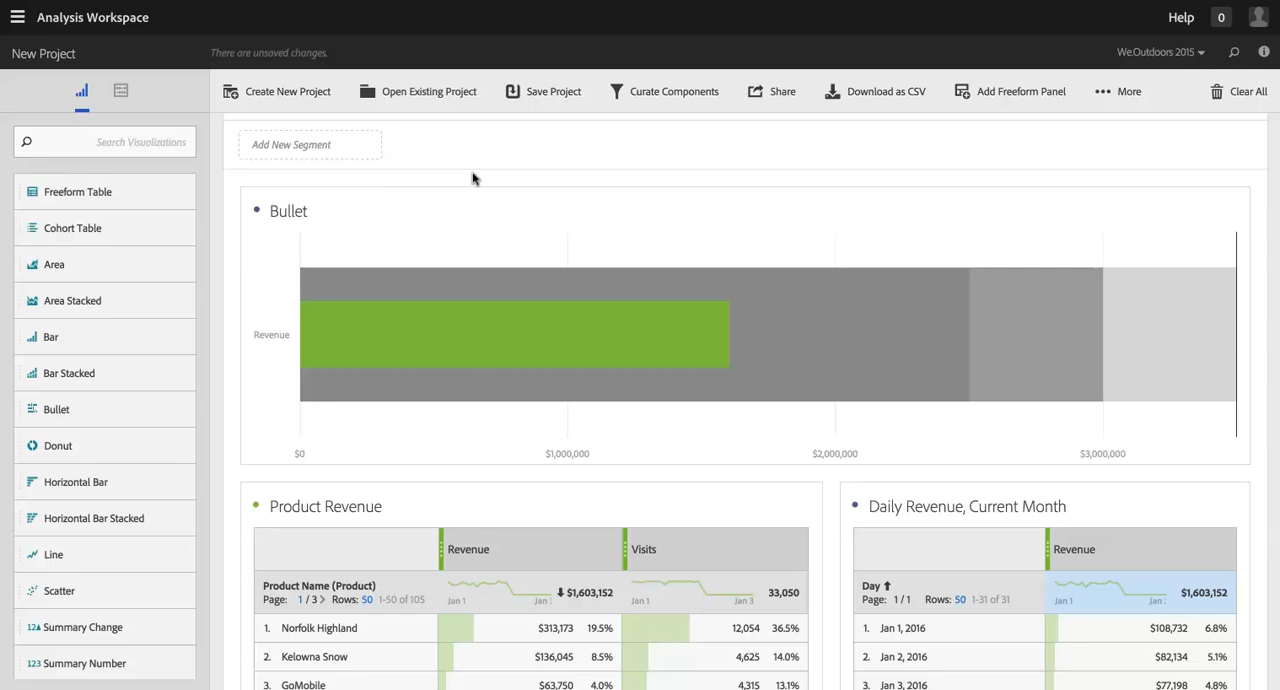 Analysis Workspace
Help 0
New Project
There are unsaved changes.
We.Outdoors 2015
Create New Project
Open Existing Project
Save Project
Curate Components
Share
Download as CSV
Add Freeform Panel
More
Clear All
Search Visualizations
Freeform Table
Cohort Table
Area
Area Stacked
Bar
Bar Stacked
Bullet
Donut
Horizontal Bar
Horizontal Bar Stacked
Line
Scatter
12▲ Summary Change
123 Summary Number
Add New Segment
Bullet
Revenue
$0 $1,000,000 $2,000,000 $3,000,000
Product Revenue
Revenue Visits
Product Name (Product)
Page: 1 / 3 > Rows: 50 1-50 of 105
Jan 1 Jan : $1,603,152
Jan 1 Jan 3 33,050
1. Norfolk Highland $313,173 19.5% 12,054 36.5%
2. Kelowna Snow $136,045 8.5% 4,625 14.0%
3. GoMobile $63,750 4.0% 4,315 13.1%
Daily Revenue, Current Month
Revenue
Day
Page: 1 / 1 Rows: 50 1-31 of 31
Jan 1 Jan : $1,603,152
1. Jan 1, 2016 $108,732 6.8%
2. Jan 2, 2016 $82,134 5.1%
3. Jan 3, 2016 $77,198 4.8%